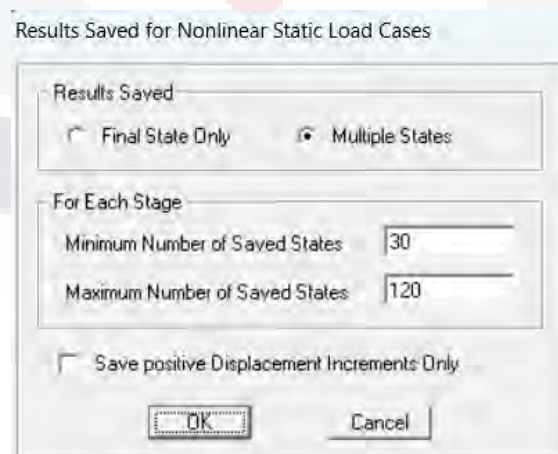 Results Saved for Nonlinear Static Load Cases
Results Saved
Final State Only Multiple States
For Each Stage
Minimum Number of Saved States 30
Maximum Number of Saved States 120
Save positive Displacement Increments Only
OK Cancel